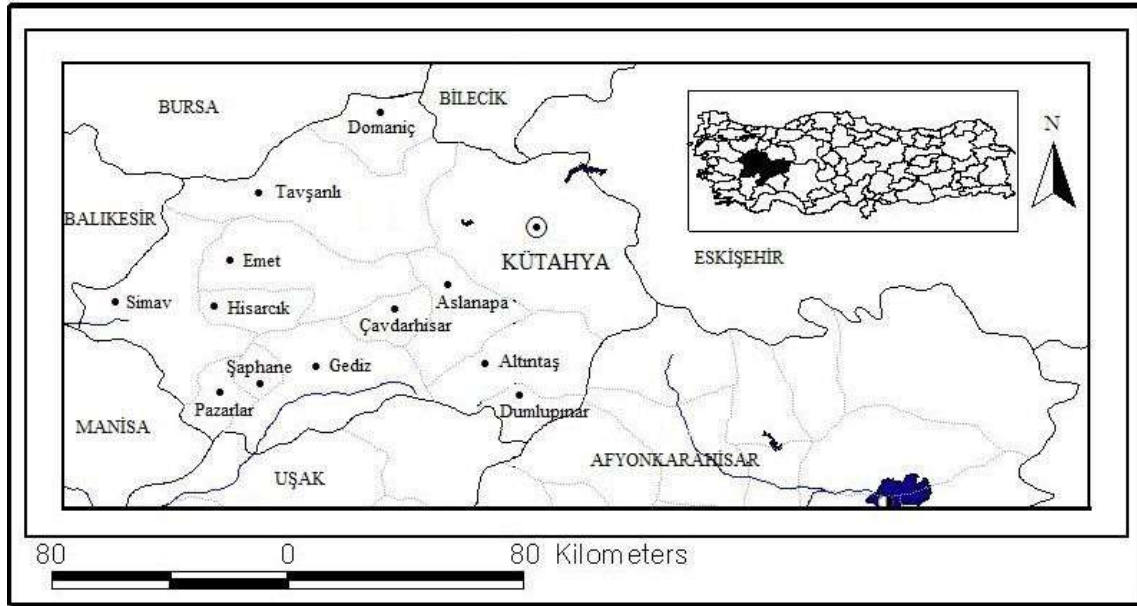 BURSA
BİLECİK
Domaniç
N
Tavşanlı
BALIKESİR
KÜTAHYA
ESKİŞEHİR
Emet
Simav
Hisarcık
Aslanapa
Çavdarhisar
Şaphane
Gediz
Altıntaş
Pazarlar
Dumlupınar
MANİSA
AFYONKARAHİSAR
UŞAK
80 0 80 Kilometers